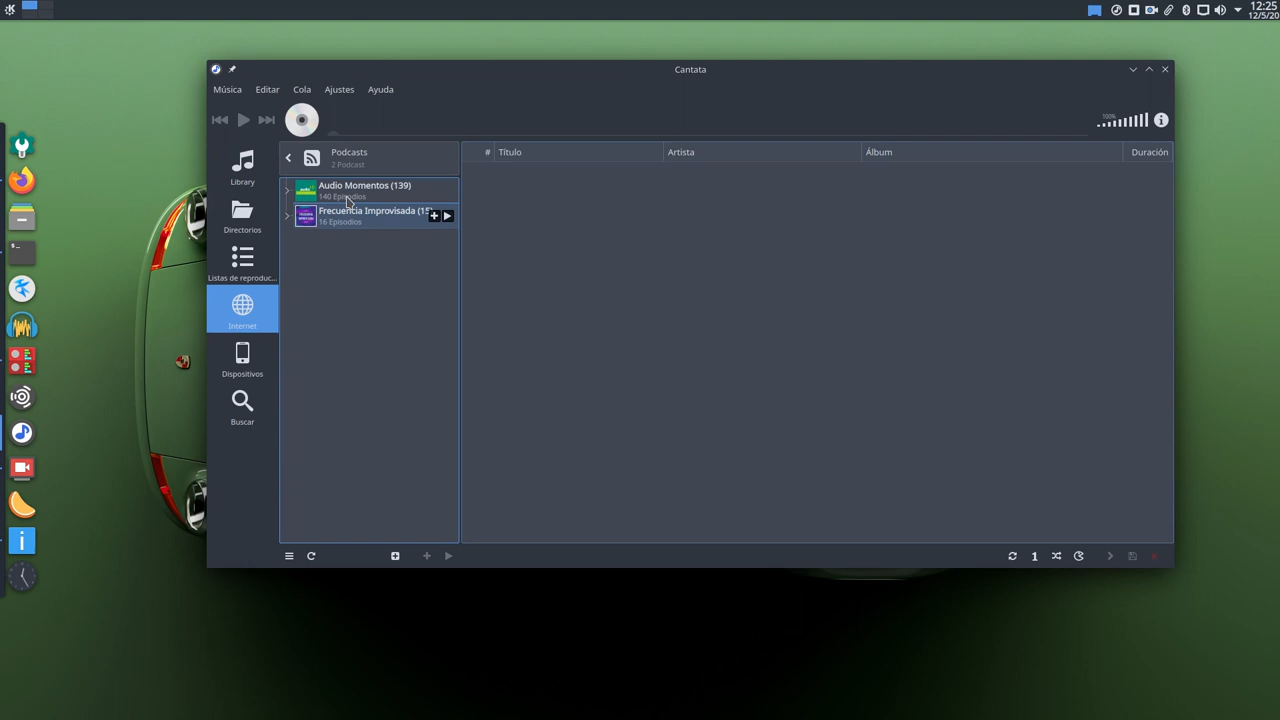 12:25
12/5/20
Cantata
Música Editar Cola Ajustes Ayuda
100%
Podcasts
2 Podcast
# Título Artista Álbum Duración
Library
Audio Momentos (139)
140 Episodios
Frecuencia Improvisada (15)
16 Episodios
Directorios
Listas de reproduc...
Internet
Dispositivos
Buscar
1